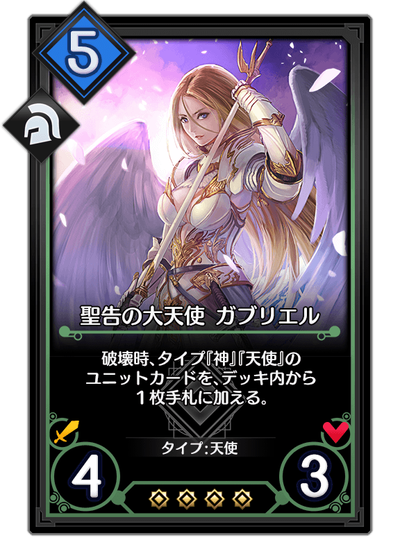 5
聖告の大天使 ガブリエル
破壊時、タイプ『神』『天使』の
ユニットカードを、デッキ内から
１枚手札に加える。
タイプ:天使
4
3